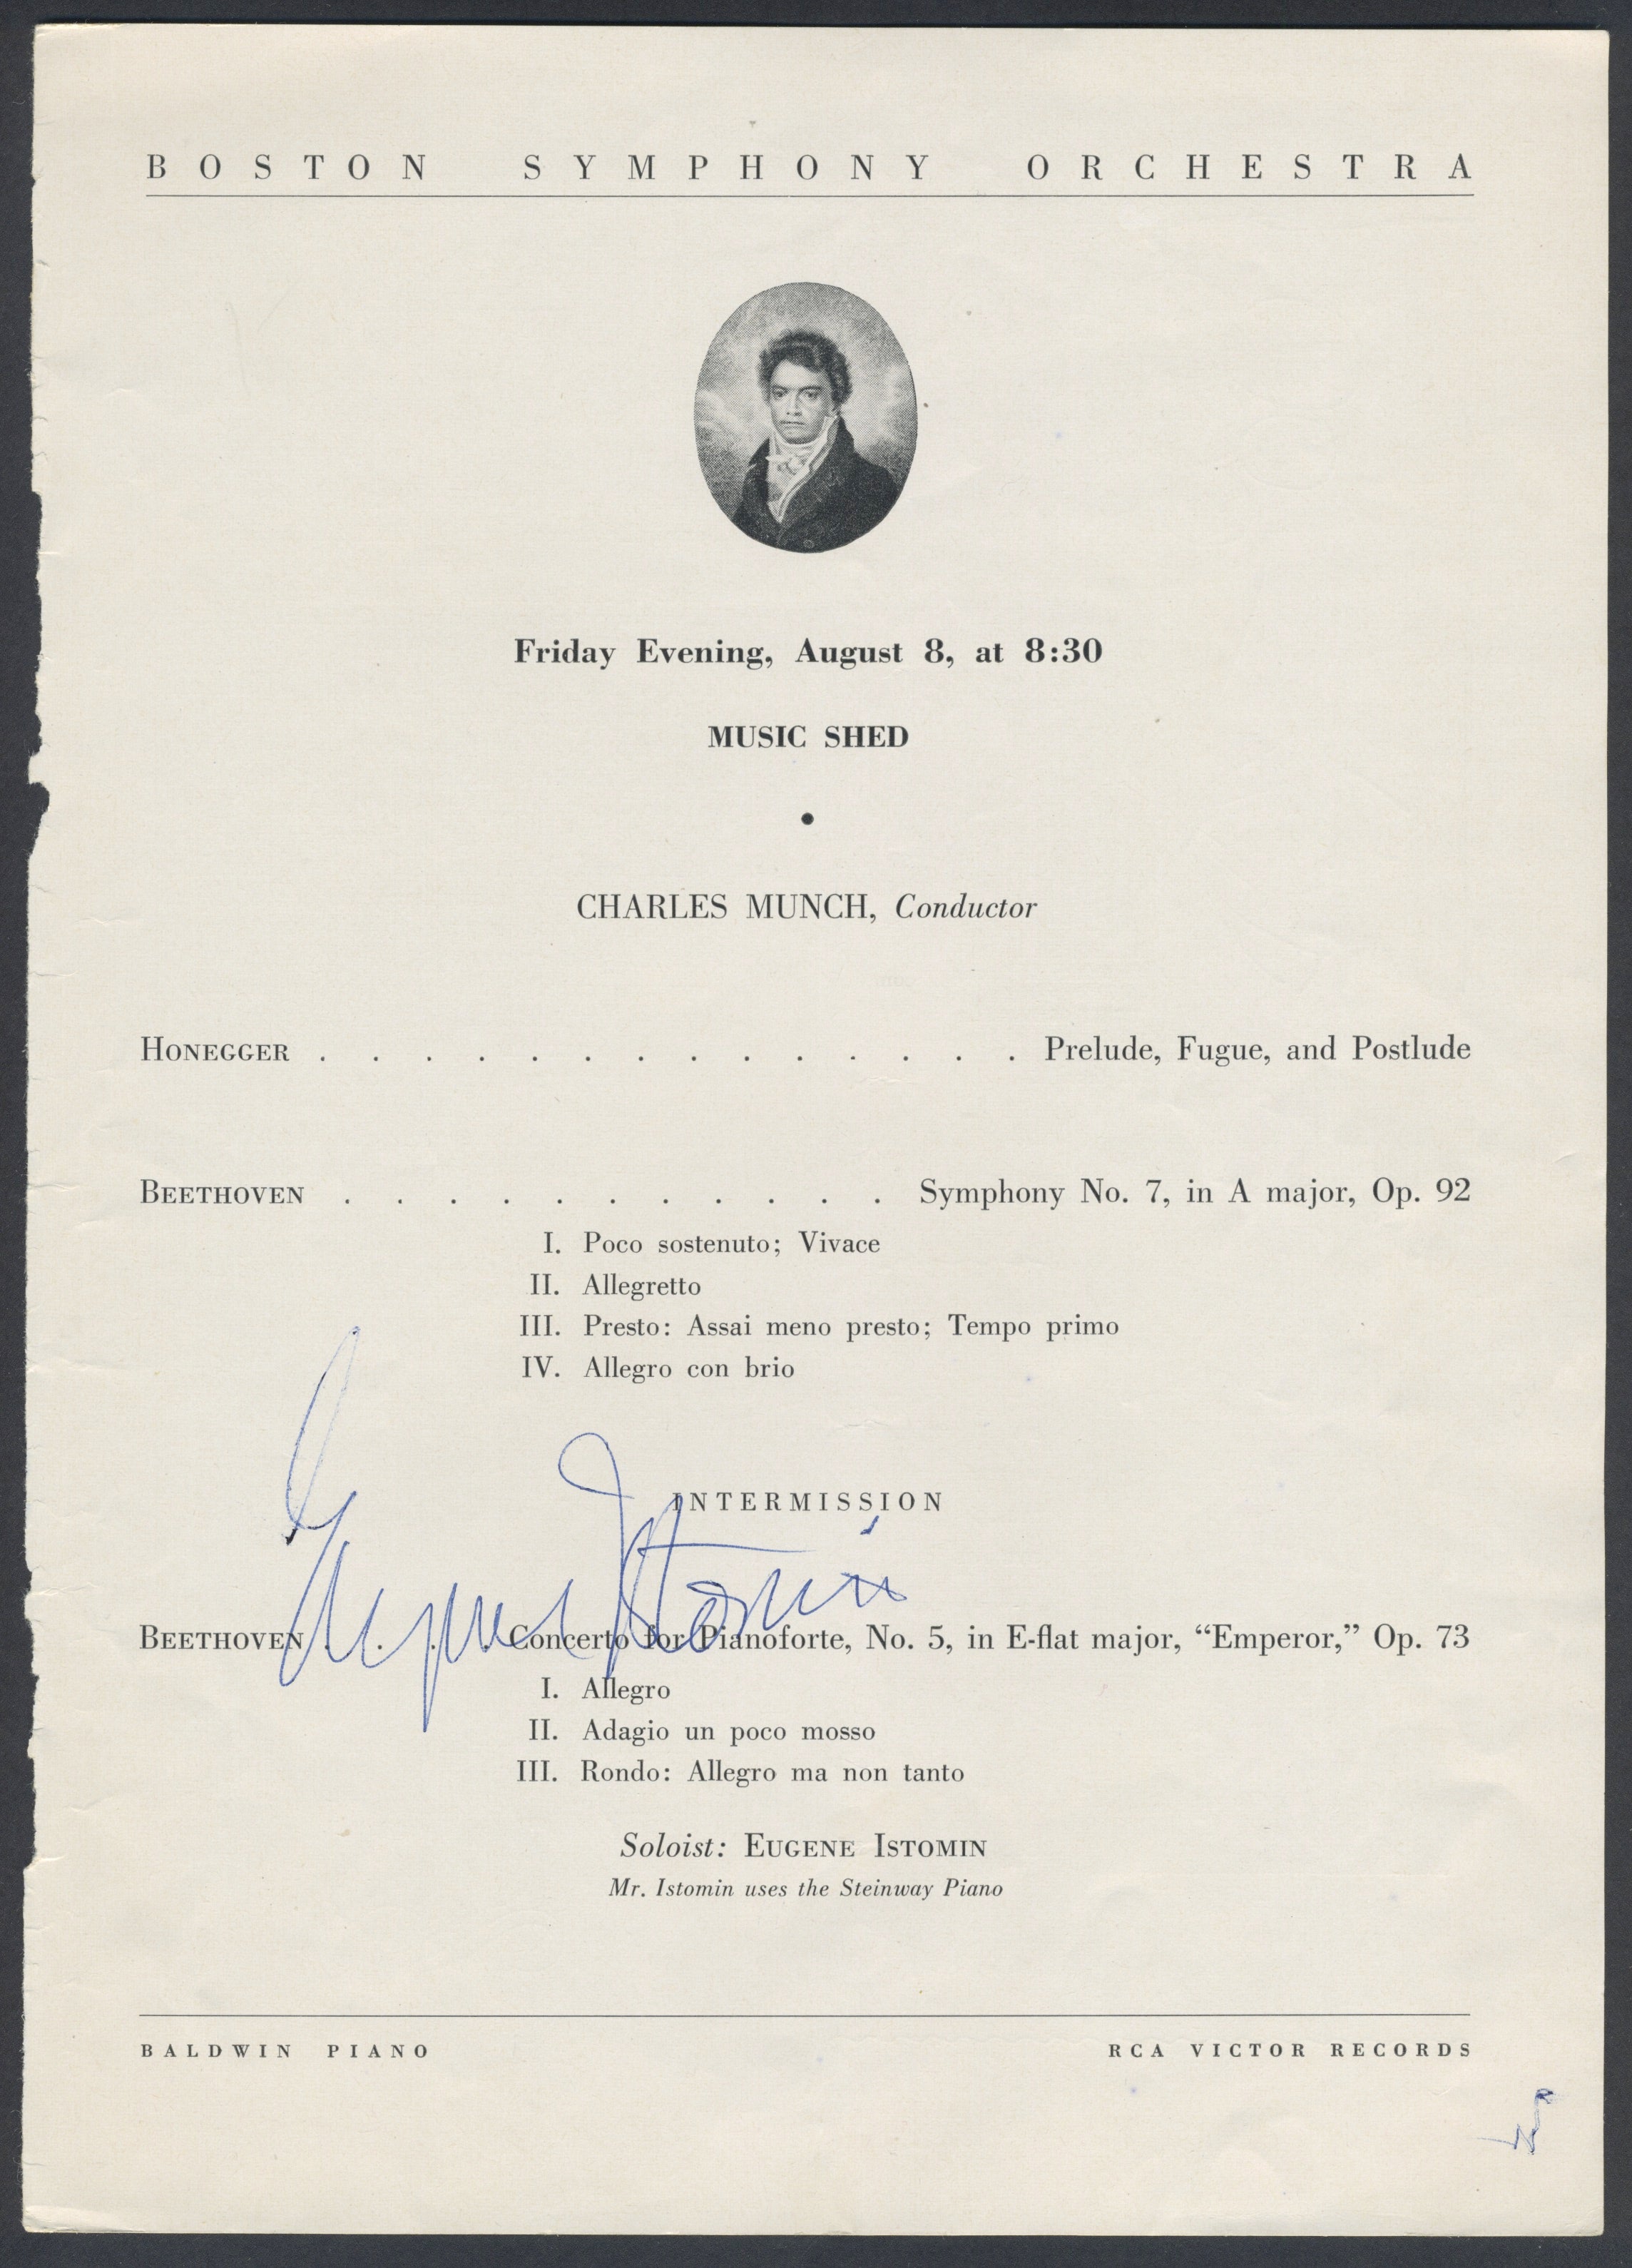 BOSTON SYMPHONY ORCHESTRA
Friday Evening, August 8, at 8:30
MUSIC SHED
•
CHARLES MUNCH, Conductor
HONEGGER . . . . . . . . . . . . . . Prelude, Fugue, and Postlude
BEETHOVEN . . . . . . . . . . . Symphony No. 7, in A major, Op. 92
I. Poco sostenuto; Vivace
II. Allegretto
III. Presto: Assai meno presto; Tempo primo
IV. Allegro con brio
INTERMISSION
Eugene Istomin
BEETHOVEN . . . . Concerto for Pianoforte, No. 5, in E-flat major, “Emperor,” Op. 73
I. Allegro
II. Adagio un poco mosso
III. Rondo: Allegro ma non tanto
Soloist: EUGENE ISTOMIN
Mr. Istomin uses the Steinway Piano
BALDWIN PIANO RCA VICTOR RECORDS